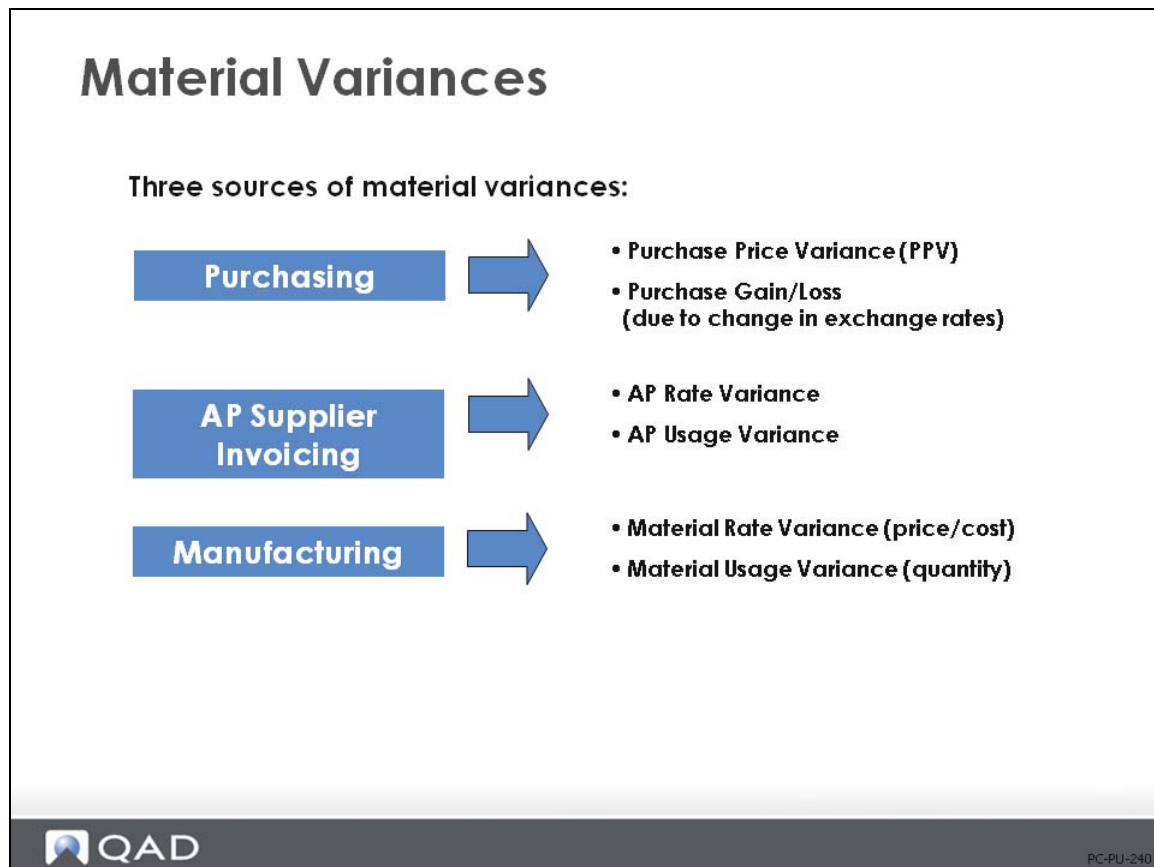 Material Variances
Three sources of material variances:
Purchasing
• Purchase Price Variance (PPV)
• Purchase Gain/Loss
(due to change in exchange rates)
AP Supplier
Invoicing
• AP Rate Variance
• AP Usage Variance
Manufacturing
• Material Rate Variance (price/cost)
• Material Usage Variance (quantity)
QAD
PC-PU-240